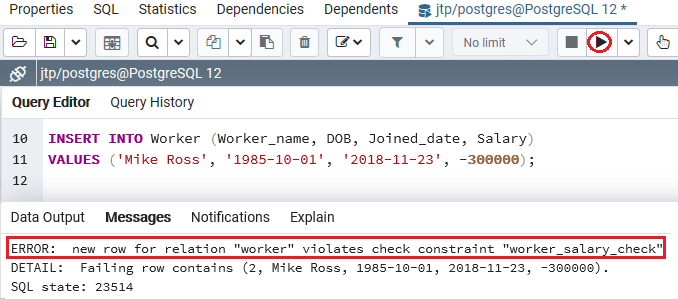 Properties SQL Statistics Dependencies Dependents jtp/postgres@PostgreSQL 12 *
No limit
jtp/postgres@PostgreSQL 12
Query Editor Query History
10 INSERT INTO Worker (Worker_name, DOB, Joined_date, Salary)
11 VALUES ('Mike Ross', '1985-10-01', '2018-11-23', -300000);
12
Data Output Messages Notifications Explain
ERROR:  new row for relation "worker" violates check constraint "worker_salary_check"
DETAIL:  Failing row contains (2, Mike Ross, 1985-10-01, 2018-11-23, -300000).
SQL state: 23514